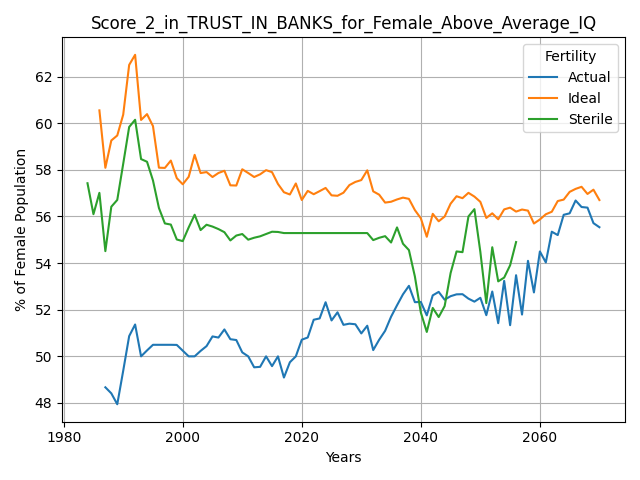 Score_2_in_TRUST_IN_BANKS_for_Female_Above_Average_IQ
Fertility
Actual
Ideal
Sterile
% of Female Population
62
60
58
56
54
52
50
48
1980
2000
2020
2040
2060
Years